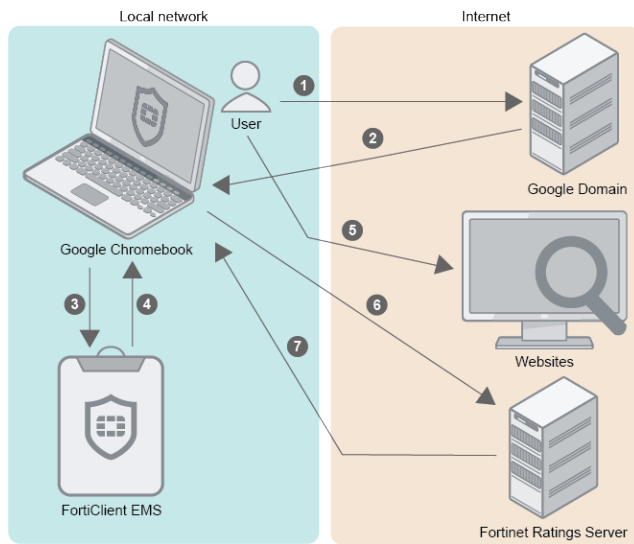 Local network
Internet
1
User
2
Google Domain
Google Chromebook
5
3
4
6
7
Websites
FortiClient EMS
Fortinet Ratings Server